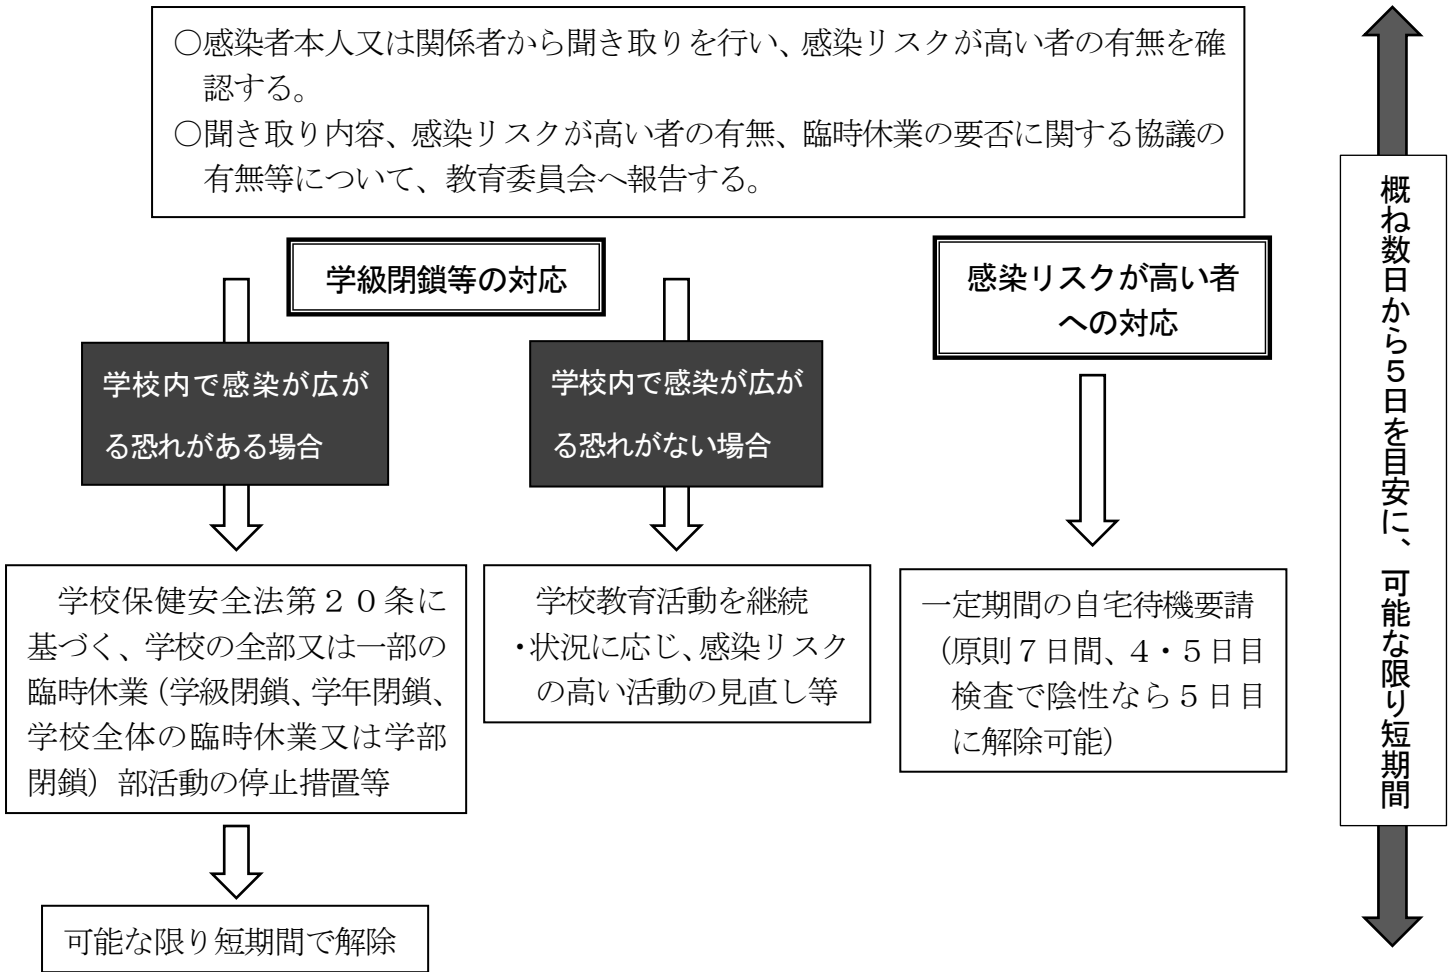 ○感染者本人又は関係者から聞き取りを行い、感染リスクが高い者の有無を確
認する。
○聞き取り内容、感染リスクが高い者の有無、臨時休業の要否に関する協議の
有無等について、教育委員会へ報告する。
学級閉鎖等の対応
感染リスクが高い者
への対応
学校内で感染が広が
る恐れがある場合
学校内で感染が広が
る恐れがない場合
学校保健安全法第20条に
基づく、学校の全部又は一部の
臨時休業（学級閉鎖、学年閉鎖、
学校全体の臨時休業又は学部
閉鎖）部活動の停止措置等
学校教育活動を継続
・状況に応じ、感染リスク
の高い活動の見直し等
一定期間の自宅待機要請
（原則７日間、４・５日目
検査で陰性なら５日目
に解除可能）
可能な限り短期間で解除
概ね数日から５日を目安に、可能な限り短期間